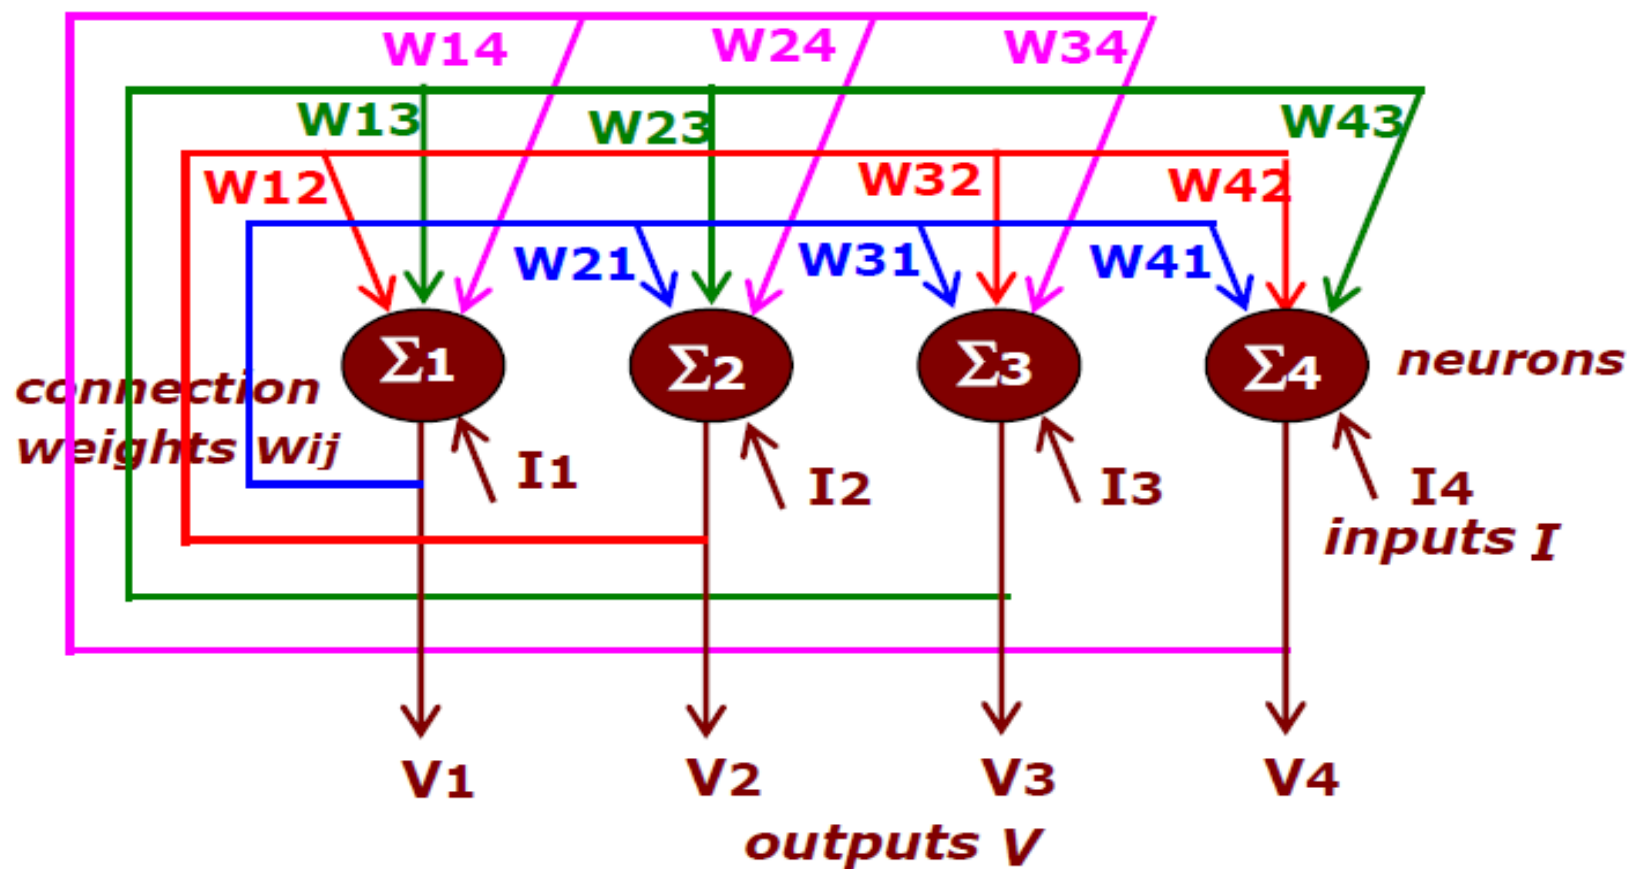 W14 W24 W34
W13 W23 W43
W12 W32 W42
W21 W31 W41
Σ1 Σ2 Σ3 Σ4 neurons
connection
weights Wij
I1 I2 I3 I4
inputs I
V1 V2 V3 V4
outputs V